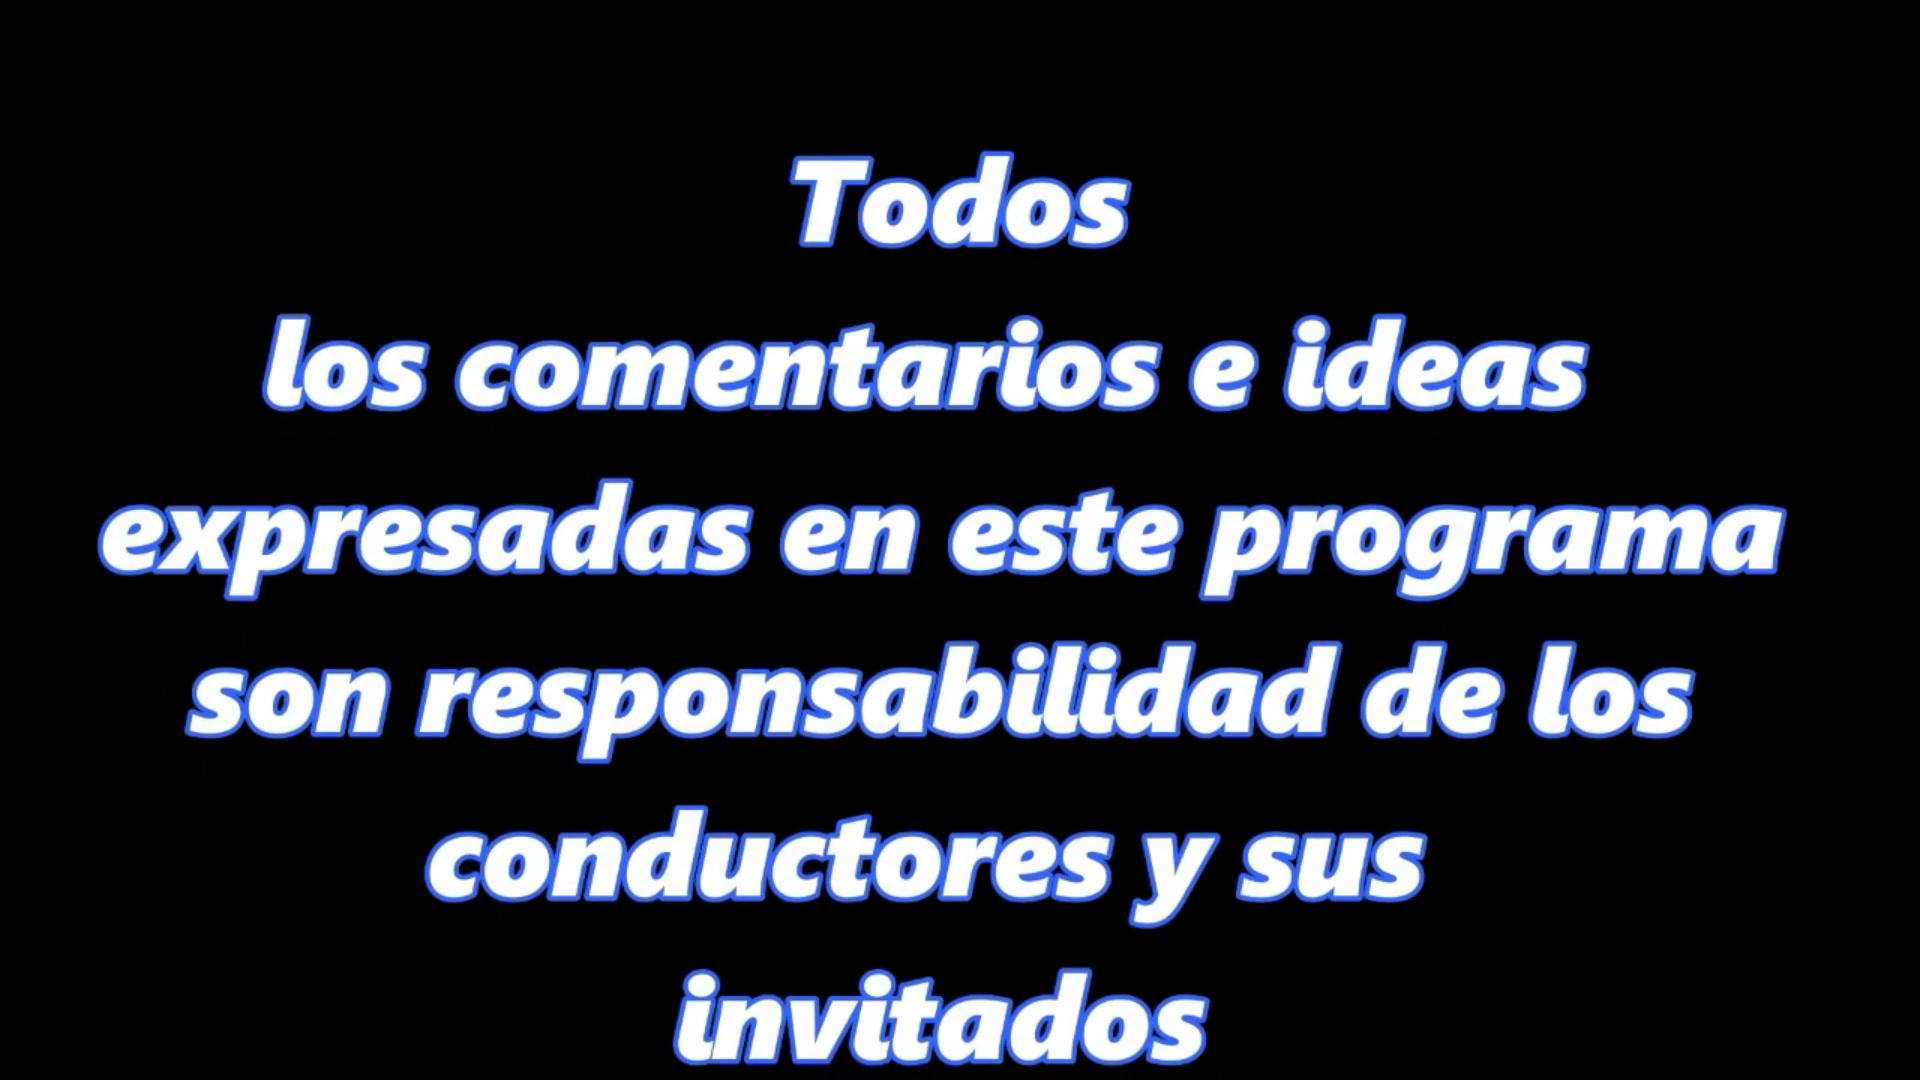 Todos
los comentarios e ideas
expresadas en este programa
son responsabilidad de los
conductores y sus
invitados